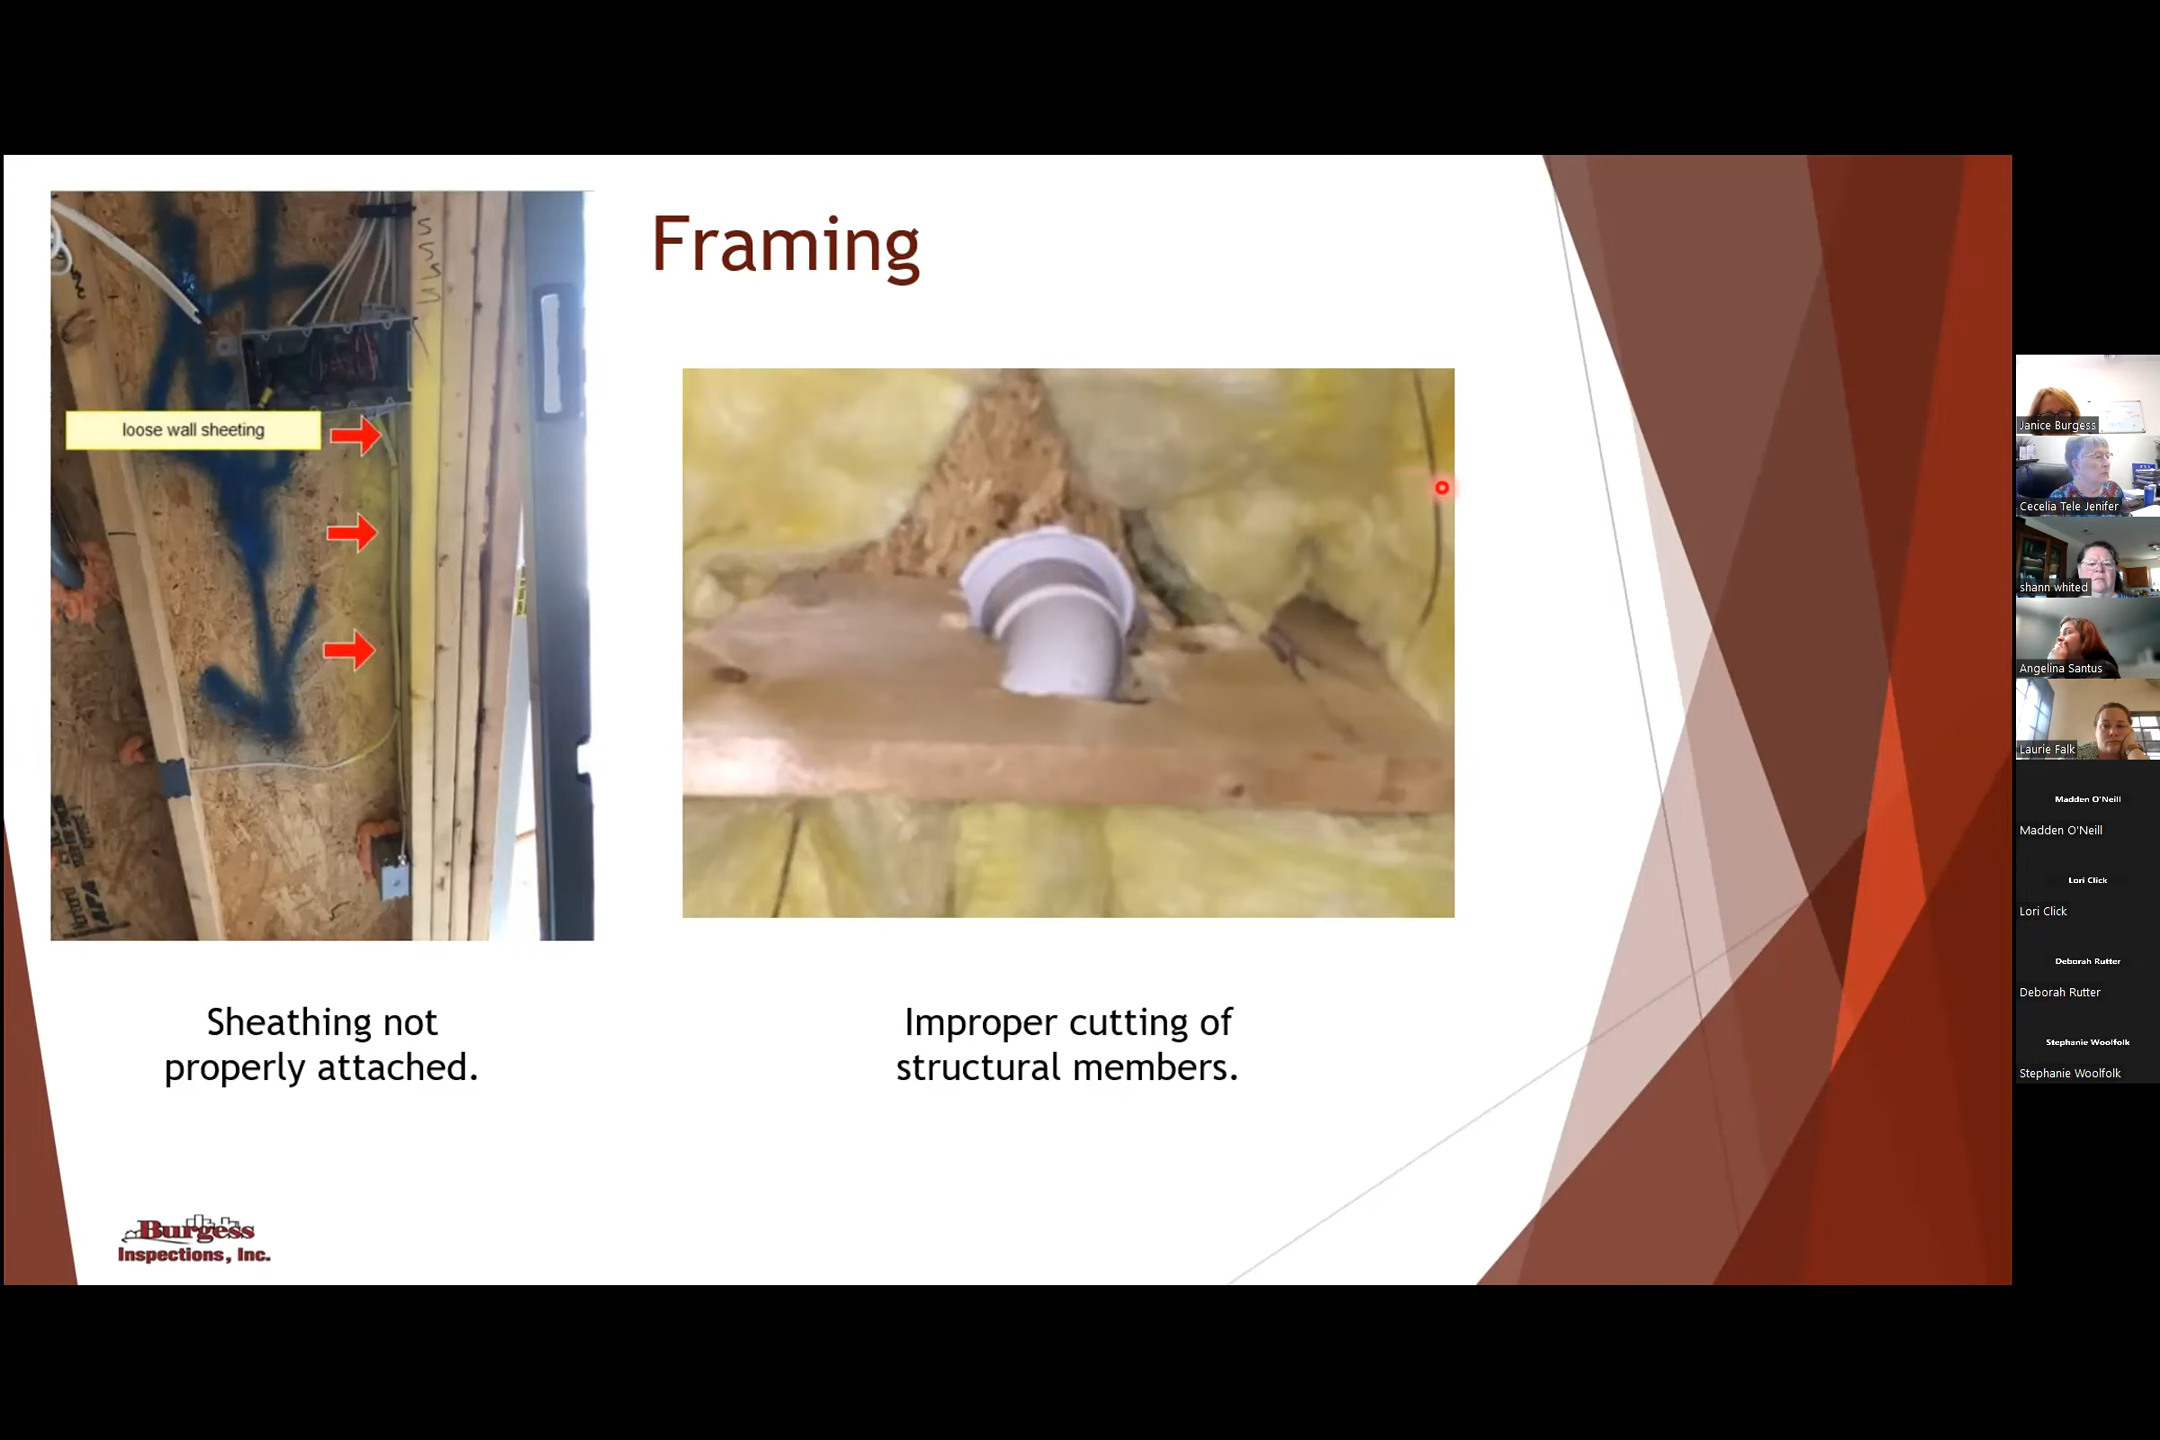 Framing
loose wall sheeting
Sheathing not
properly attached.
Improper cutting of
structural members.
Burgess
Inspections, Inc.
Janice Burgess
Cecelia Tele Jenifer
shann whited
Angelina Santus
Laurie Falk
Madden O'Neill
Madden O'Neill
Lori Click
Lori Click
Deborah Rutter
Deborah Rutter
Stephanie Woolfolk
Stephanie Woolfolk